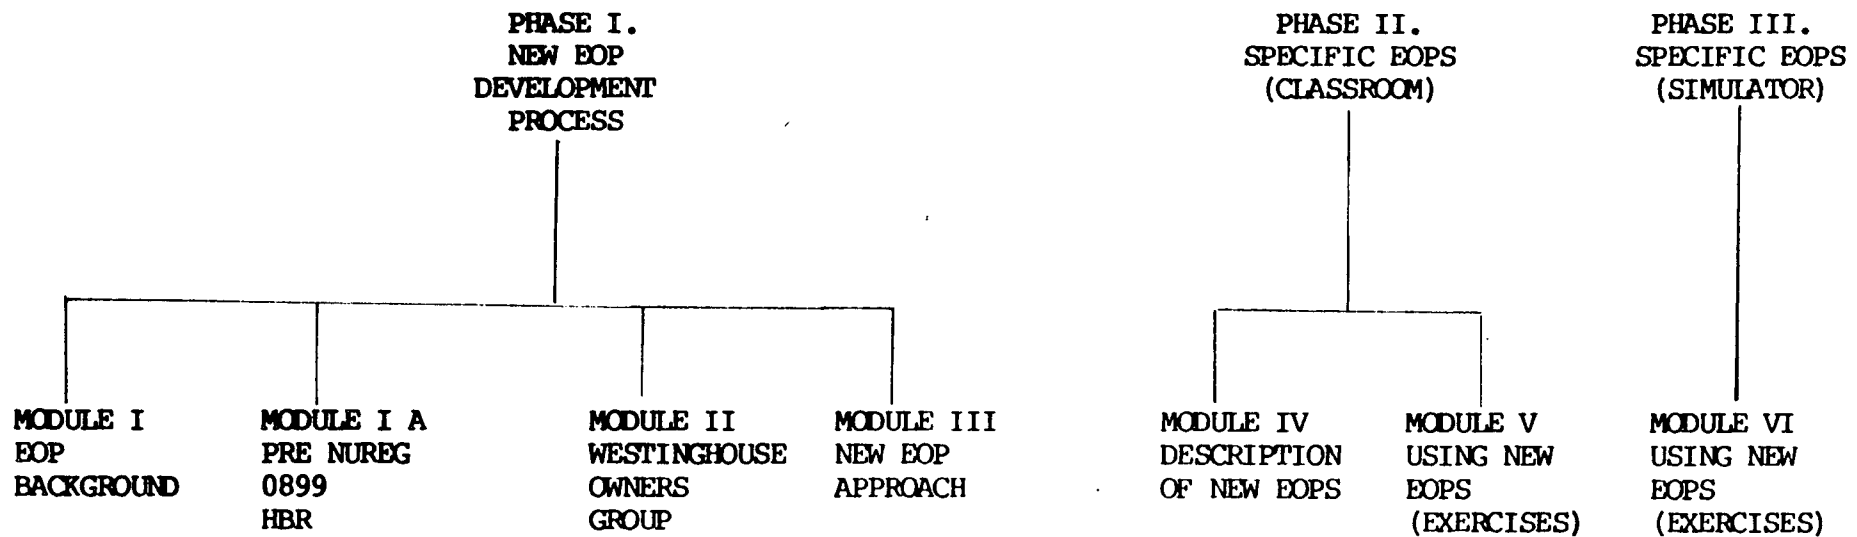 PHASE I.
NEW EOP
DEVELOPMENT
PROCESS
PHASE II.
SPECIFIC EOPS
(CLASSROOM)
PHASE III.
SPECIFIC EOPS
(SIMULATOR)
MODULE I
EOP
BACKGROUND
MODULE I A
PRE NUREG
0899
HBR
MODULE II
WESTINGHOUSE
OWNERS
GROUP
MODULE III
NEW EOP
APPROACH
MODULE IV
DESCRIPTION
OF NEW EOPS
MODULE V
USING NEW
EOPS
(EXERCISES)
MODULE VI
USING NEW
EOPS
(EXERCISES)